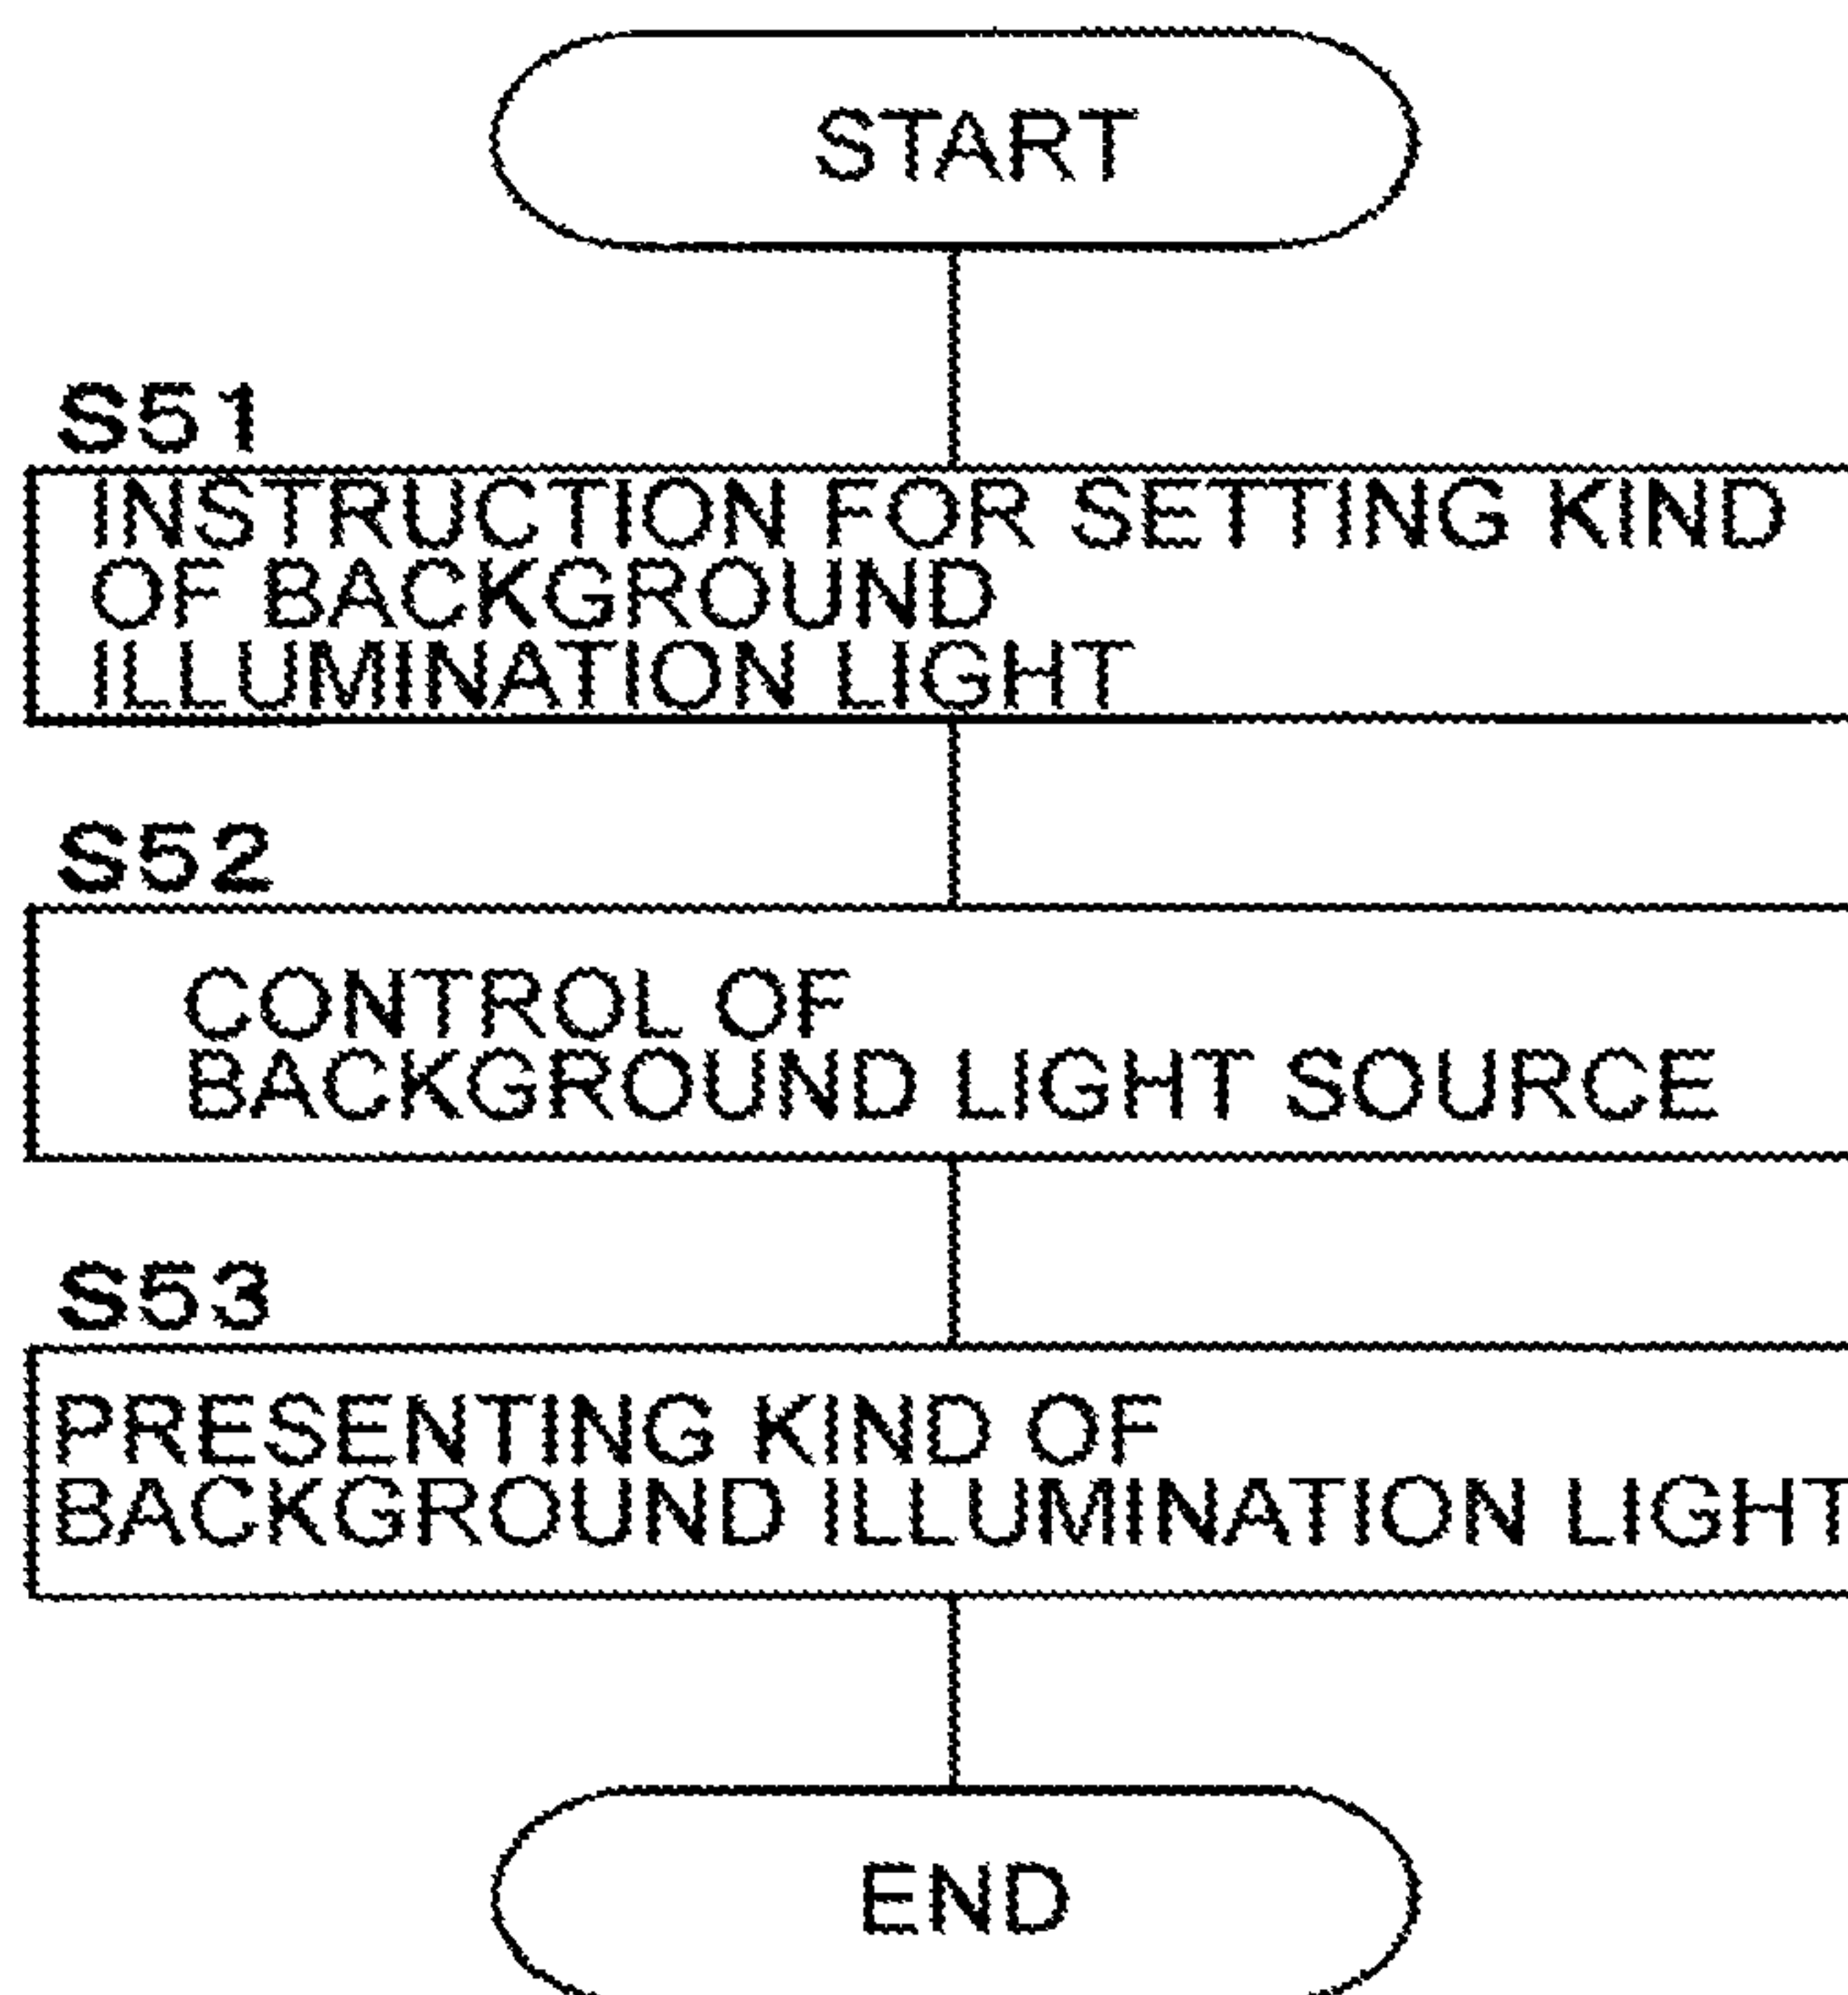 START
S51
INSTRUCTION FOR SETTING KIND
OF BACKGROUND
ILLUMINATION LIGHT
S52
CONTROL OF
BACKGROUND LIGHT SOURCE
S53
PRESENTING KIND OF
BACKGROUND ILLUMINATION LIGHT
END